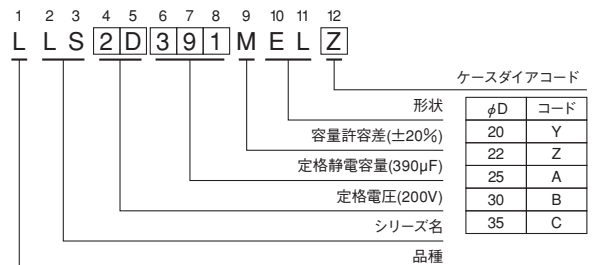 1 2 3 4 5 6 7 8 9 10 11 12
L L S 2 D 3 9 1 M E L Z
ケースダイアコード
形状
容量許容差(±20%)
定格静電容量(390µF)
定格電圧(200V)
シリーズ名
品種
φD コード
20 Y
22 Z
25 A
30 B
35 C